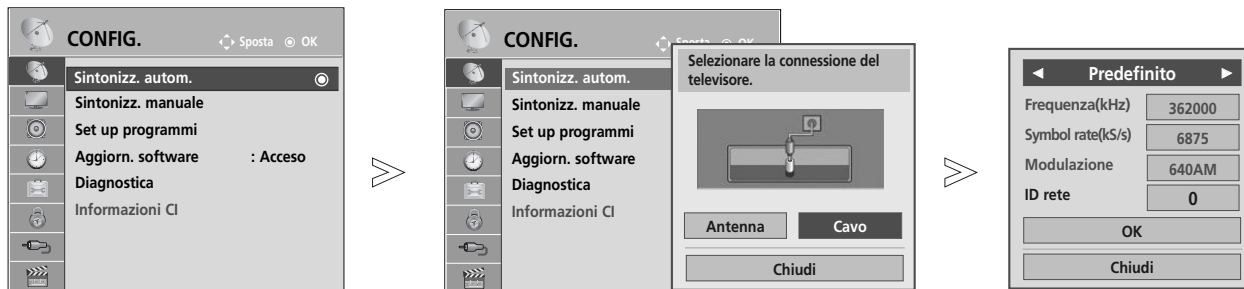 CONFIG.
Sposta OK
Sintonizz. autom.
Sintonizz. manuale
Set up programmi
Aggiorn. software : Acceso
Diagnostica
Informazioni CI
CONFIG.
Sposta OK
Sintonizz. autom.
Sintonizz. manuale
Set up programmi
Aggiorn. software
Diagnostica
Informazioni CI
Selezionare la connessione del
televisore.
Antenna Cavo
Chiudi
Predefinito
Frequenza(kHz) 362000
Symbol rate(kS/s) 6875
Modulazione 640AM
ID rete 0
OK
Chiudi